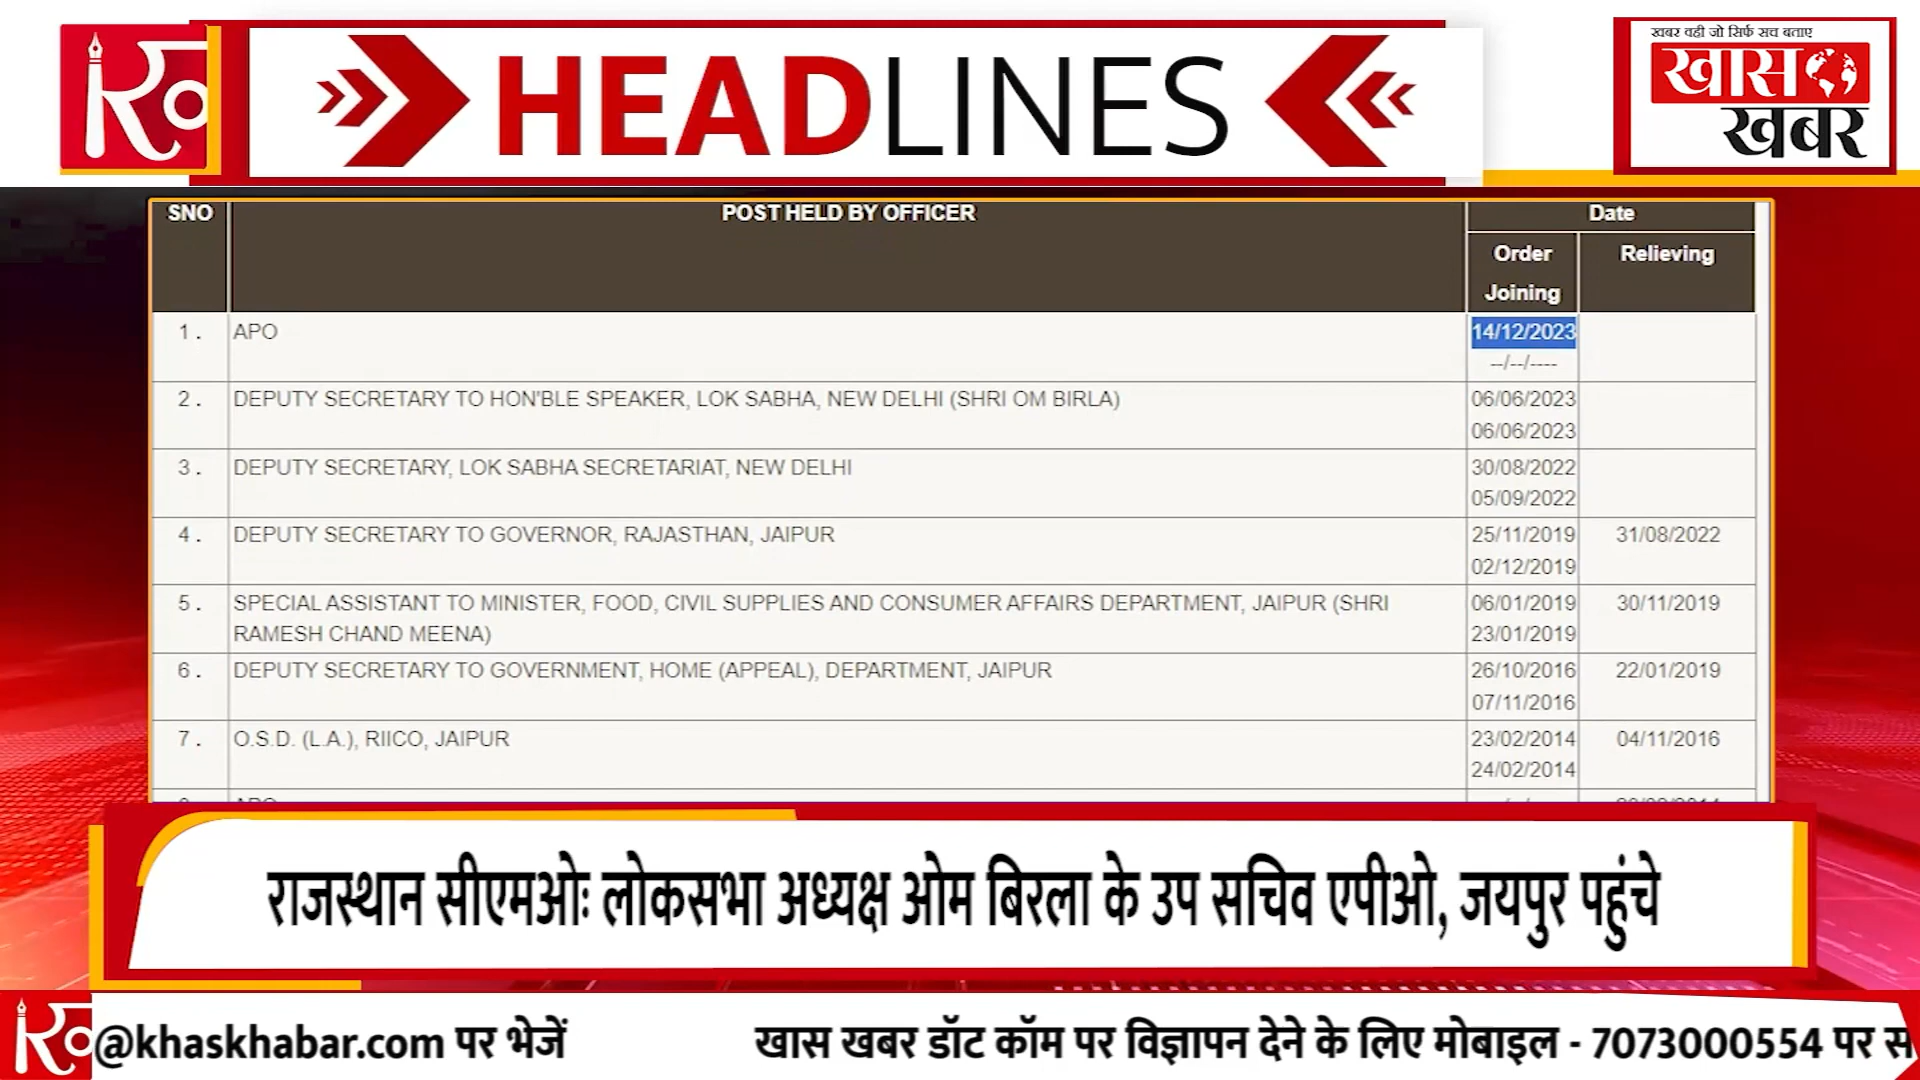 HEADLINES
खबर वही जो सिर्फ सच बताए
खास
खबर
SNO POST HELD BY OFFICER Date
Order Relieving
Joining
1. APO 14/12/2023
--/--/----
2. DEPUTY SECRETARY TO HON'BLE SPEAKER, LOK SABHA, NEW DELHI (SHRI OM BIRLA) 06/06/2023
06/06/2023
3. DEPUTY SECRETARY, LOK SABHA SECRETARIAT, NEW DELHI 30/08/2022
05/09/2022
4. DEPUTY SECRETARY TO GOVERNOR, RAJASTHAN, JAIPUR 25/11/2019 31/08/2022
02/12/2019
5. SPECIAL ASSISTANT TO MINISTER, FOOD, CIVIL SUPPLIES AND CONSUMER AFFAIRS DEPARTMENT, JAIPUR (SHRI 06/01/2019 30/11/2019
RAMESH CHAND MEENA) 23/01/2019
6. DEPUTY SECRETARY TO GOVERNMENT, HOME (APPEAL), DEPARTMENT, JAIPUR 26/10/2016 22/01/2019
07/11/2016
7. O.S.D. (L.A.), RIICO, JAIPUR 23/02/2014 04/11/2016
24/02/2014
राजस्थान सीएमओः लोकसभा अध्यक्ष ओम बिरला के उप सचिव एपीओ, जयपुर पहुंचे
@khaskhabar.com पर भेजें खास खबर डॉट कॉम पर विज्ञापन देने के लिए मोबाइल - 7073000554 पर स